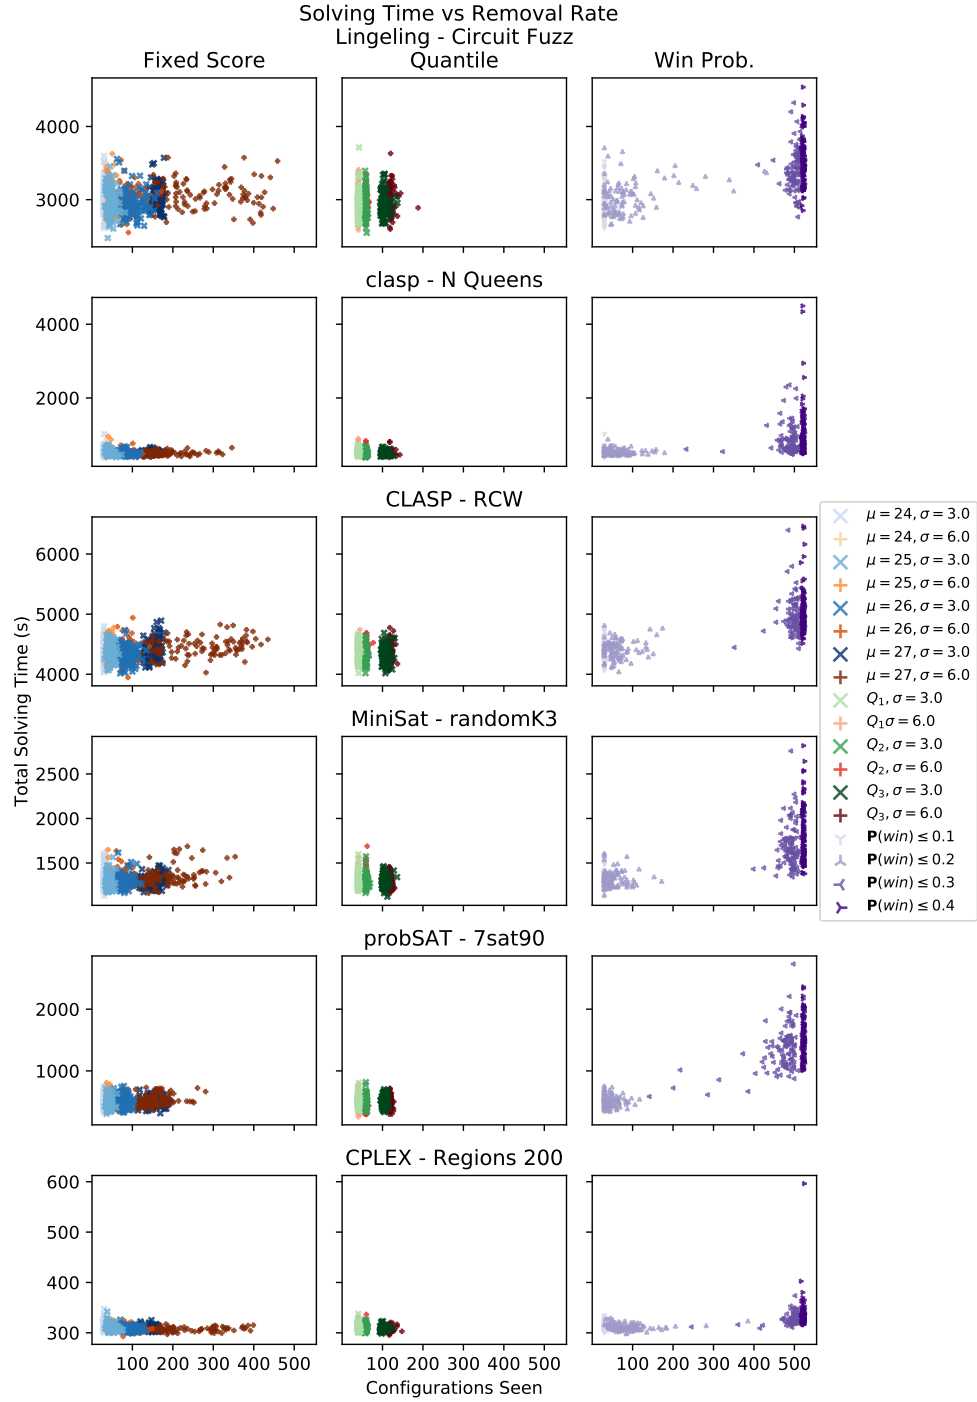 Solving Time vs Removal Rate
Lingeling - Circuit Fuzz
Fixed Score
Quantile
Win Prob.
4000
3000
clasp - N Queens
4000
2000
CLASP - RCW
6000
5000
4000
MiniSat - randomK3
2500
2000
1500
probSAT - 7sat90
2000
1000
CPLEX - Regions 200
600
500
400
300
100 200 300 400 500
100 200 300 400 500
100 200 300 400 500
Configurations Seen
Total Solving Time (s)
μ = 24, σ = 3.0
μ = 24, σ = 6.0
μ = 25, σ = 3.0
μ = 25, σ = 6.0
μ = 26, σ = 3.0
μ = 26, σ = 6.0
μ = 27, σ = 3.0
μ = 27, σ = 6.0
Q₁, σ = 3.0
Q₁σ = 6.0
Q₂, σ = 3.0
Q₂, σ = 6.0
Q₃, σ = 3.0
Q₃, σ = 6.0
P(win) ≤ 0.1
P(win) ≤ 0.2
P(win) ≤ 0.3
P(win) ≤ 0.4